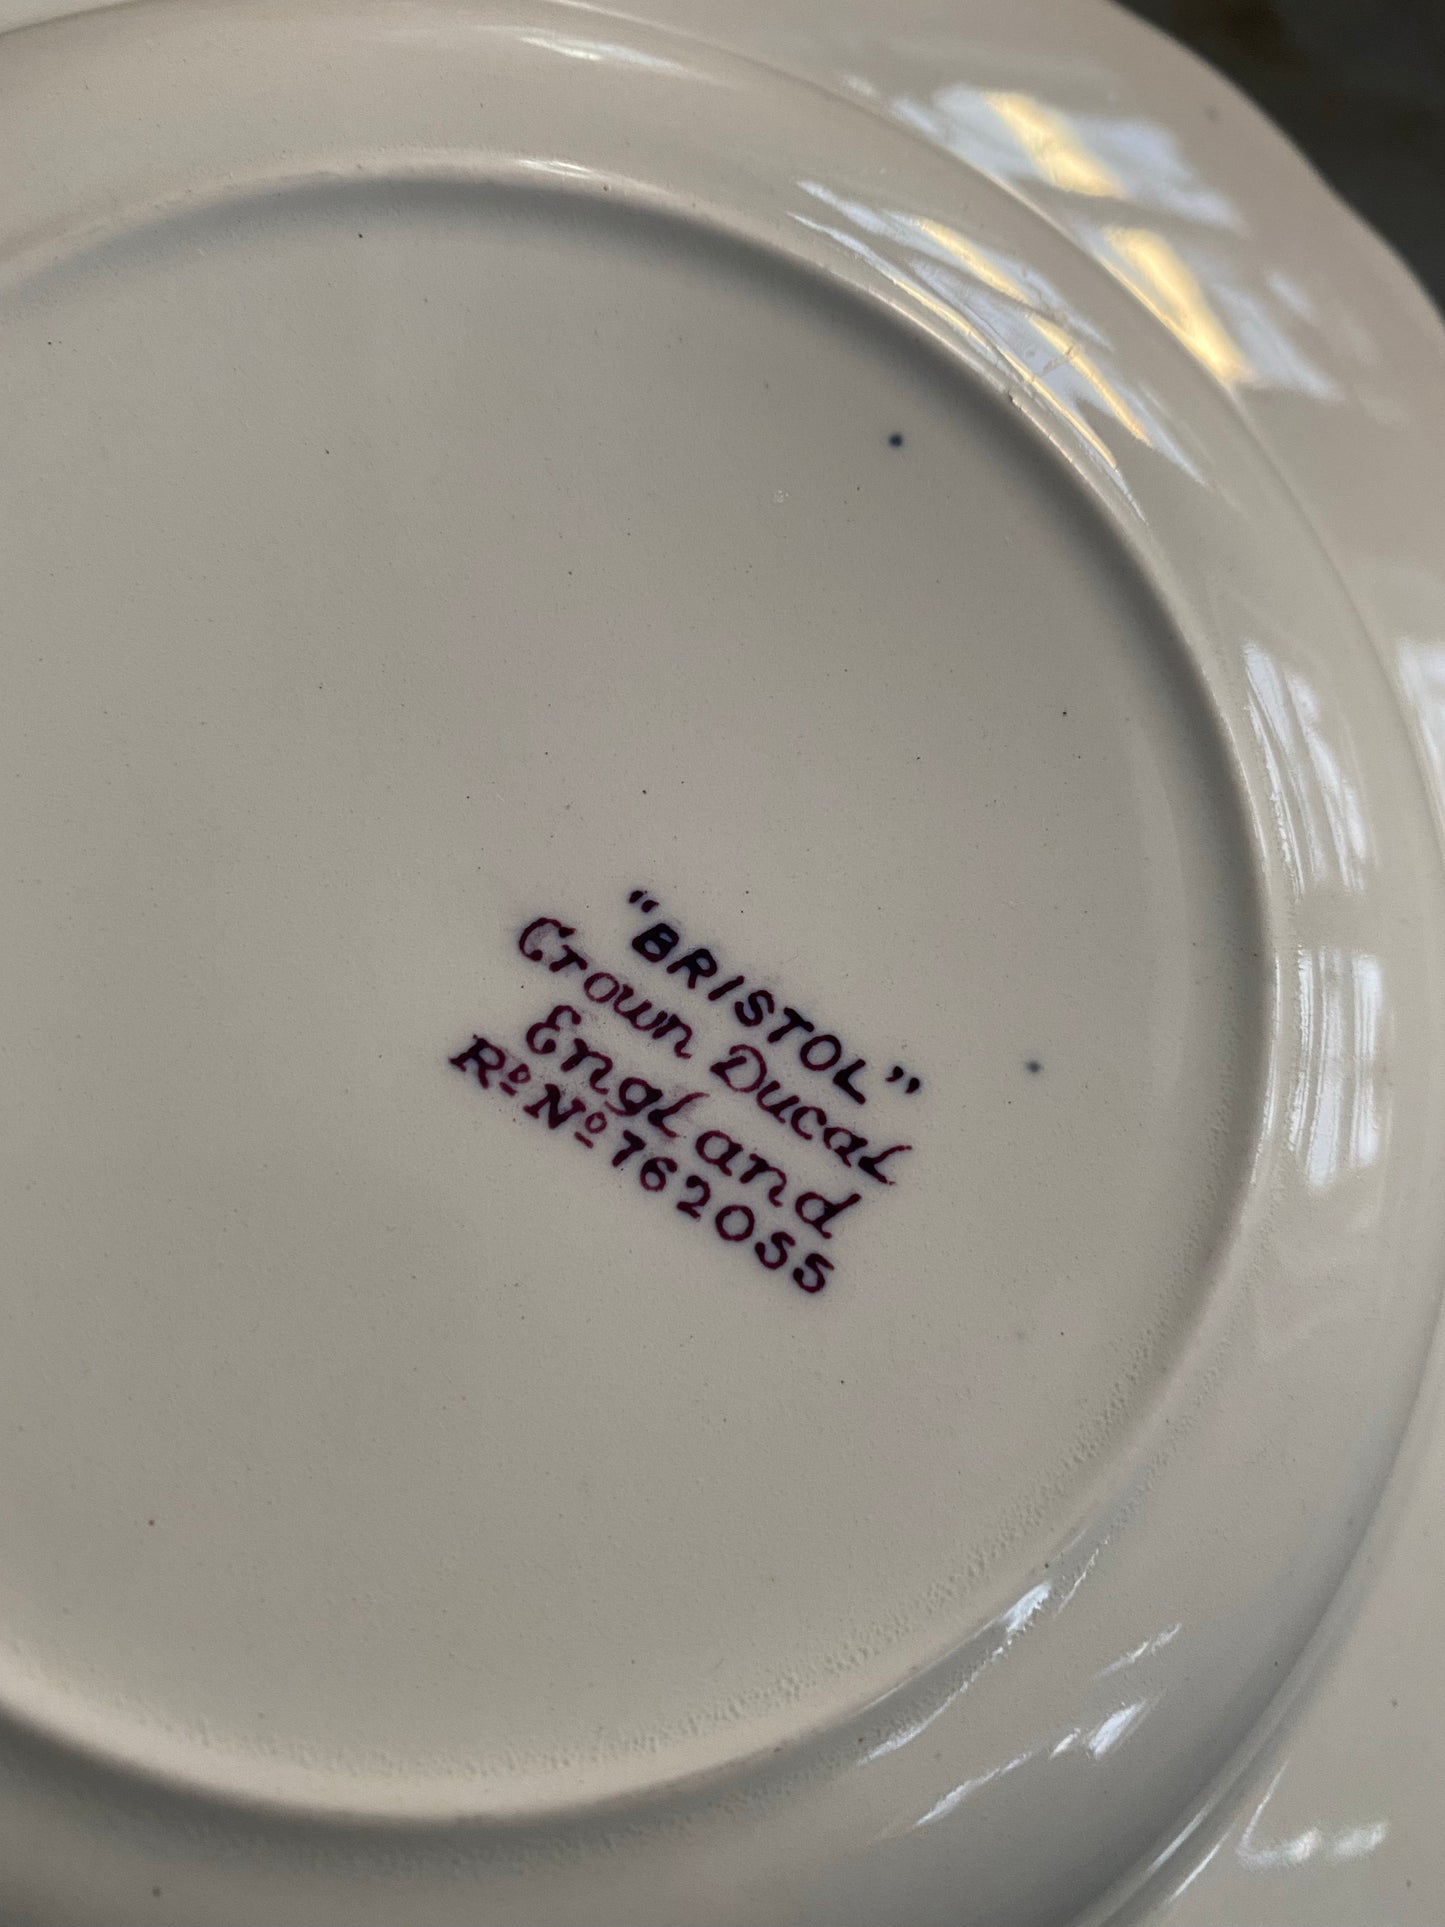 "BRISTOL"
Crown Ducal
England
Rᵈ Nº 762055